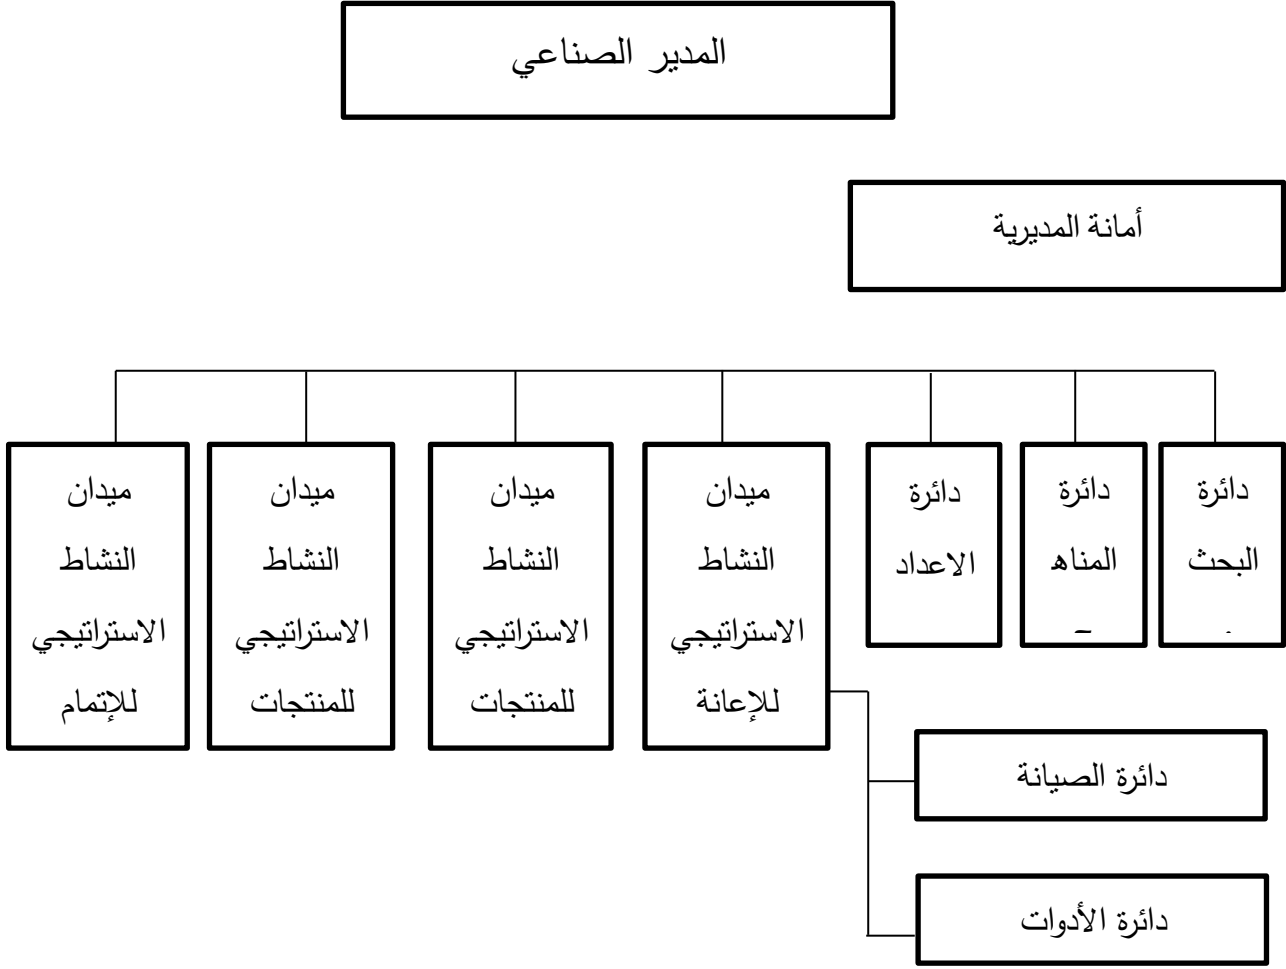 المدير الصناعي
أمانة المديرية
دائرة
البحث
دائرة
المناه
دائرة
الاعداد
ميدان
النشاط
الاستراتيجي
للإعانة
ميدان
النشاط
الاستراتيجي
للمنتجات
ميدان
النشاط
الاستراتيجي
للمنتجات
ميدان
النشاط
الاستراتيجي
للإتمام
دائرة الصيانة
دائرة الأدوات